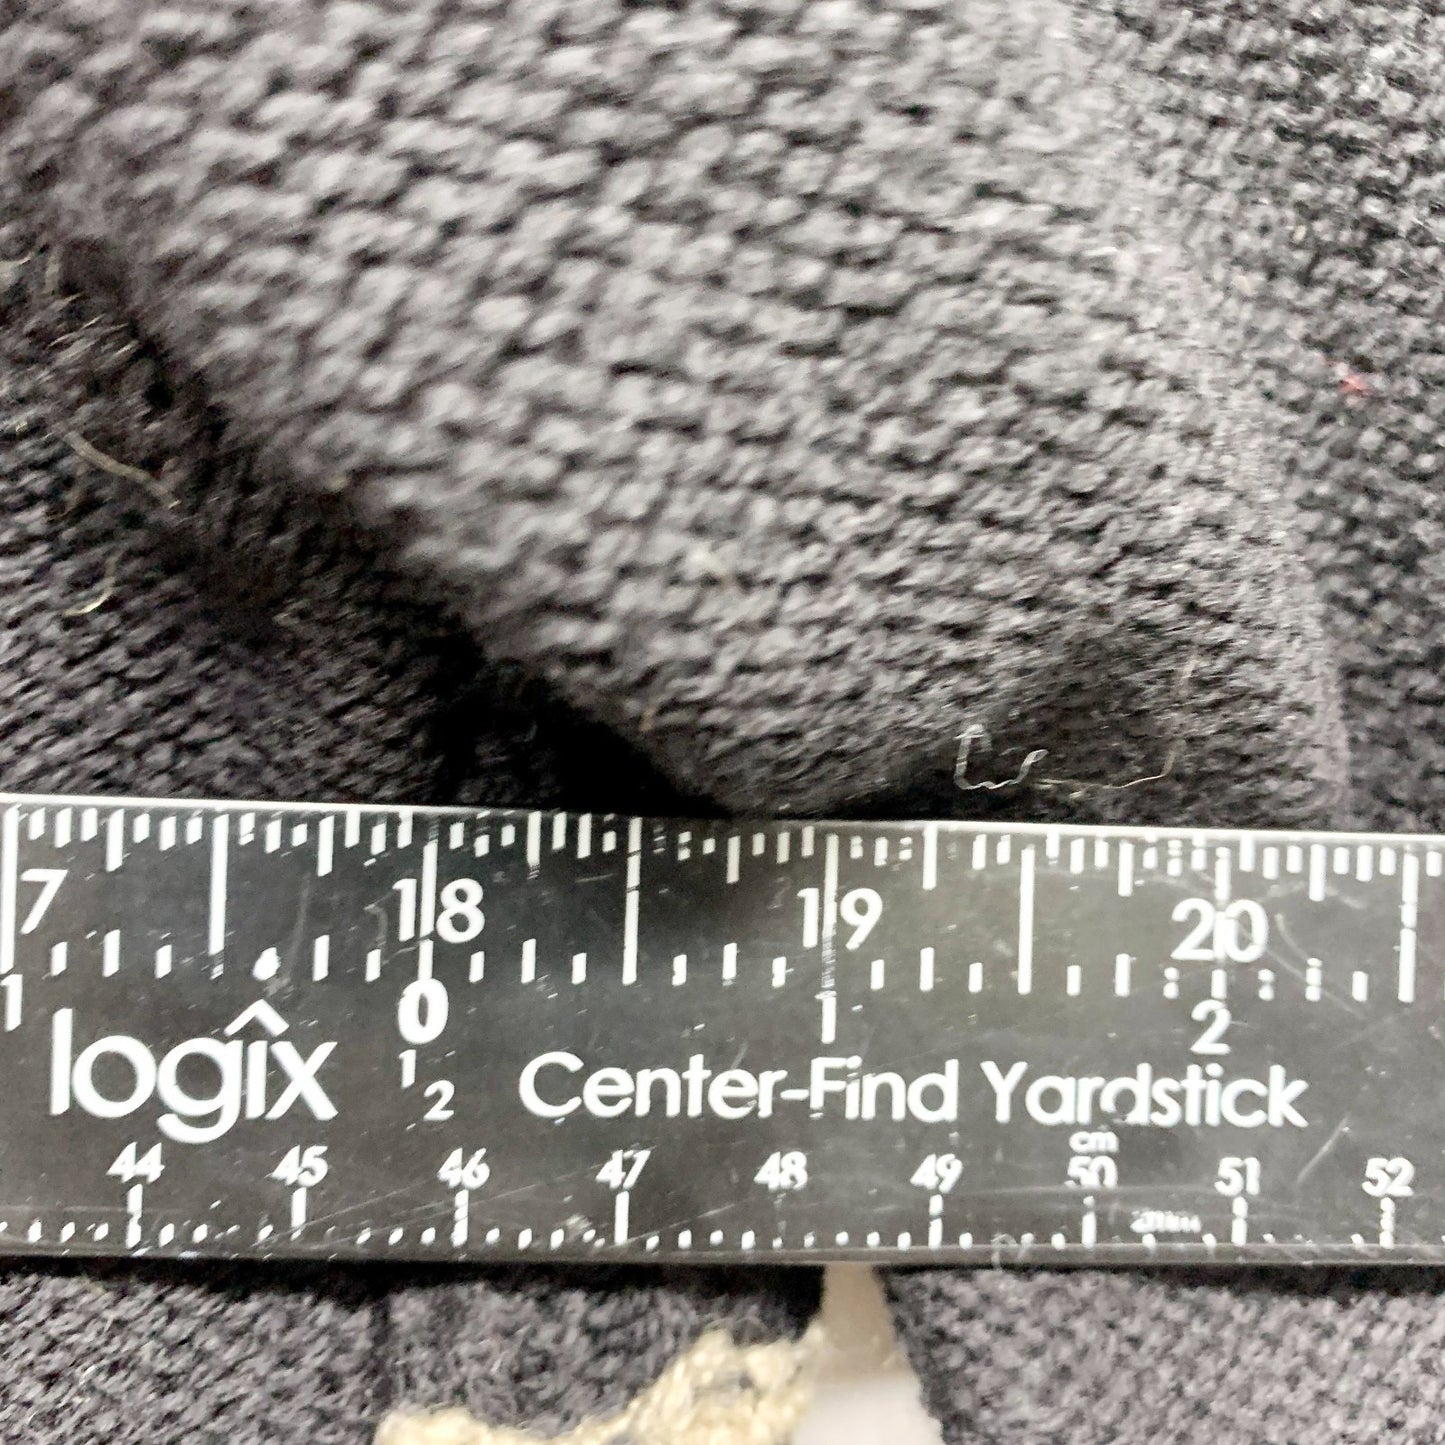 7 18 19 20
1 0 1 2
logix 1 2 Center-Find Yardstick
cm
44 45 46 47 48 49 50 51 52